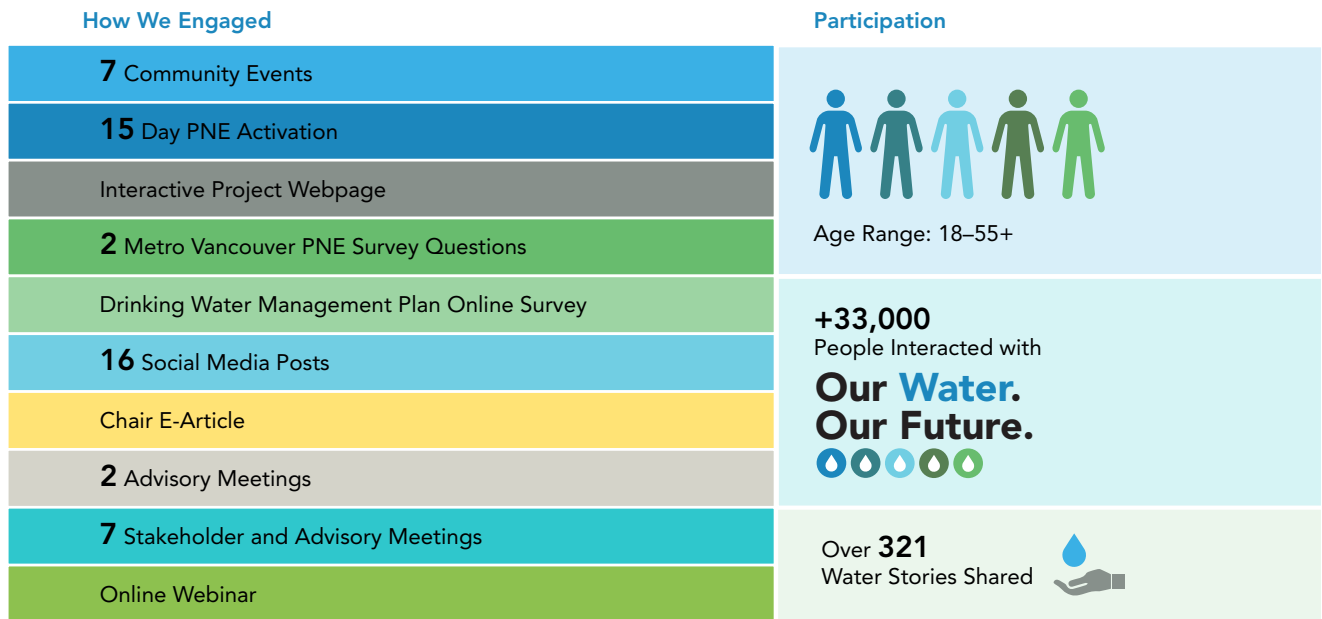 How We Engaged
7 Community Events
15 Day PNE Activation
Interactive Project Webpage
2 Metro Vancouver PNE Survey Questions
Drinking Water Management Plan Online Survey
16 Social Media Posts
Chair E-Article
2 Advisory Meetings
7 Stakeholder and Advisory Meetings
Online Webinar
Participation
Age Range: 18–55+
+33,000
People Interacted with
Our Water.
Our Future.
Over 321
Water Stories Shared